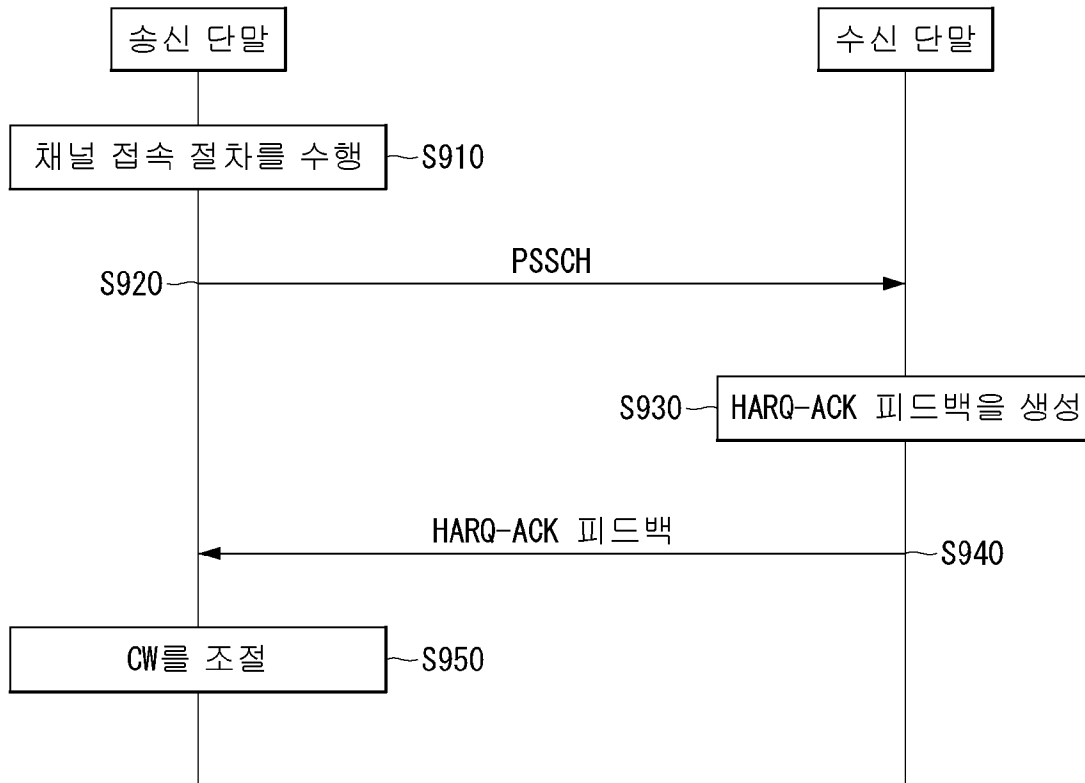 송신 단말
수신 단말
채널 접속 절차를 수행
S910
PSSCH
S920
S930
HARQ-ACK 피드백을 생성
HARQ-ACK 피드백
S940
CW를 조절
S950